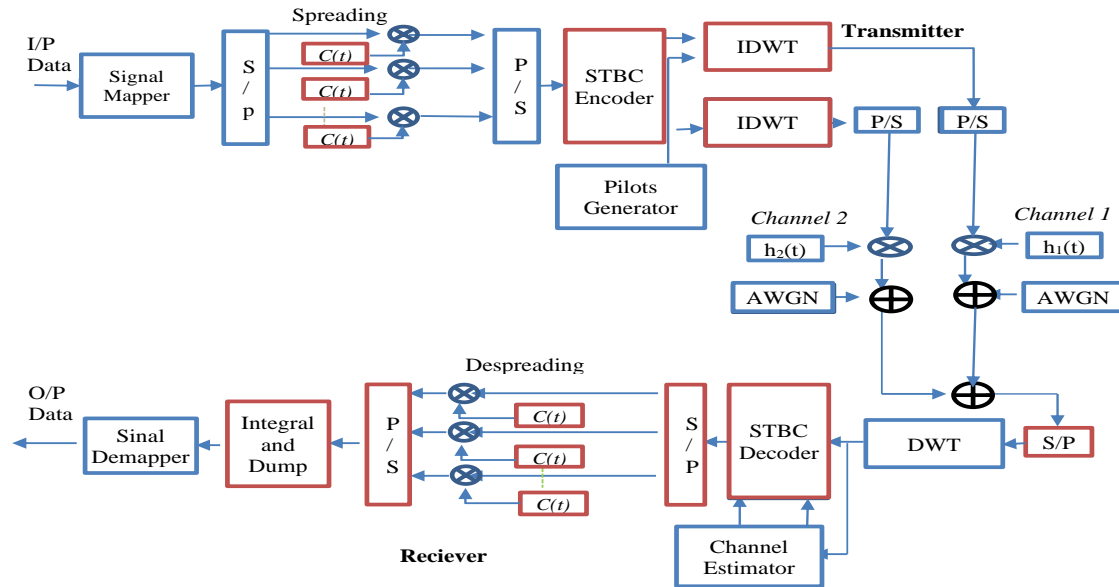 Spreading
Transmitter
I/P
Data
Signal
Mapper
S
/
p
C(t)
C(t)
C(t)
P
/
S
STBC
Encoder
IDWT
IDWT
P/S
P/S
Pilots
Generator
Channel 2
Channel 1
h₂(t)
h₁(t)
AWGN
AWGN
Despreading
O/P
Data
Sinal
Demapper
Integral
and
Dump
P
/
S
C(t)
C(t)
C(t)
S
/
P
STBC
Decoder
DWT
S/P
Channel
Estimator
Reciever